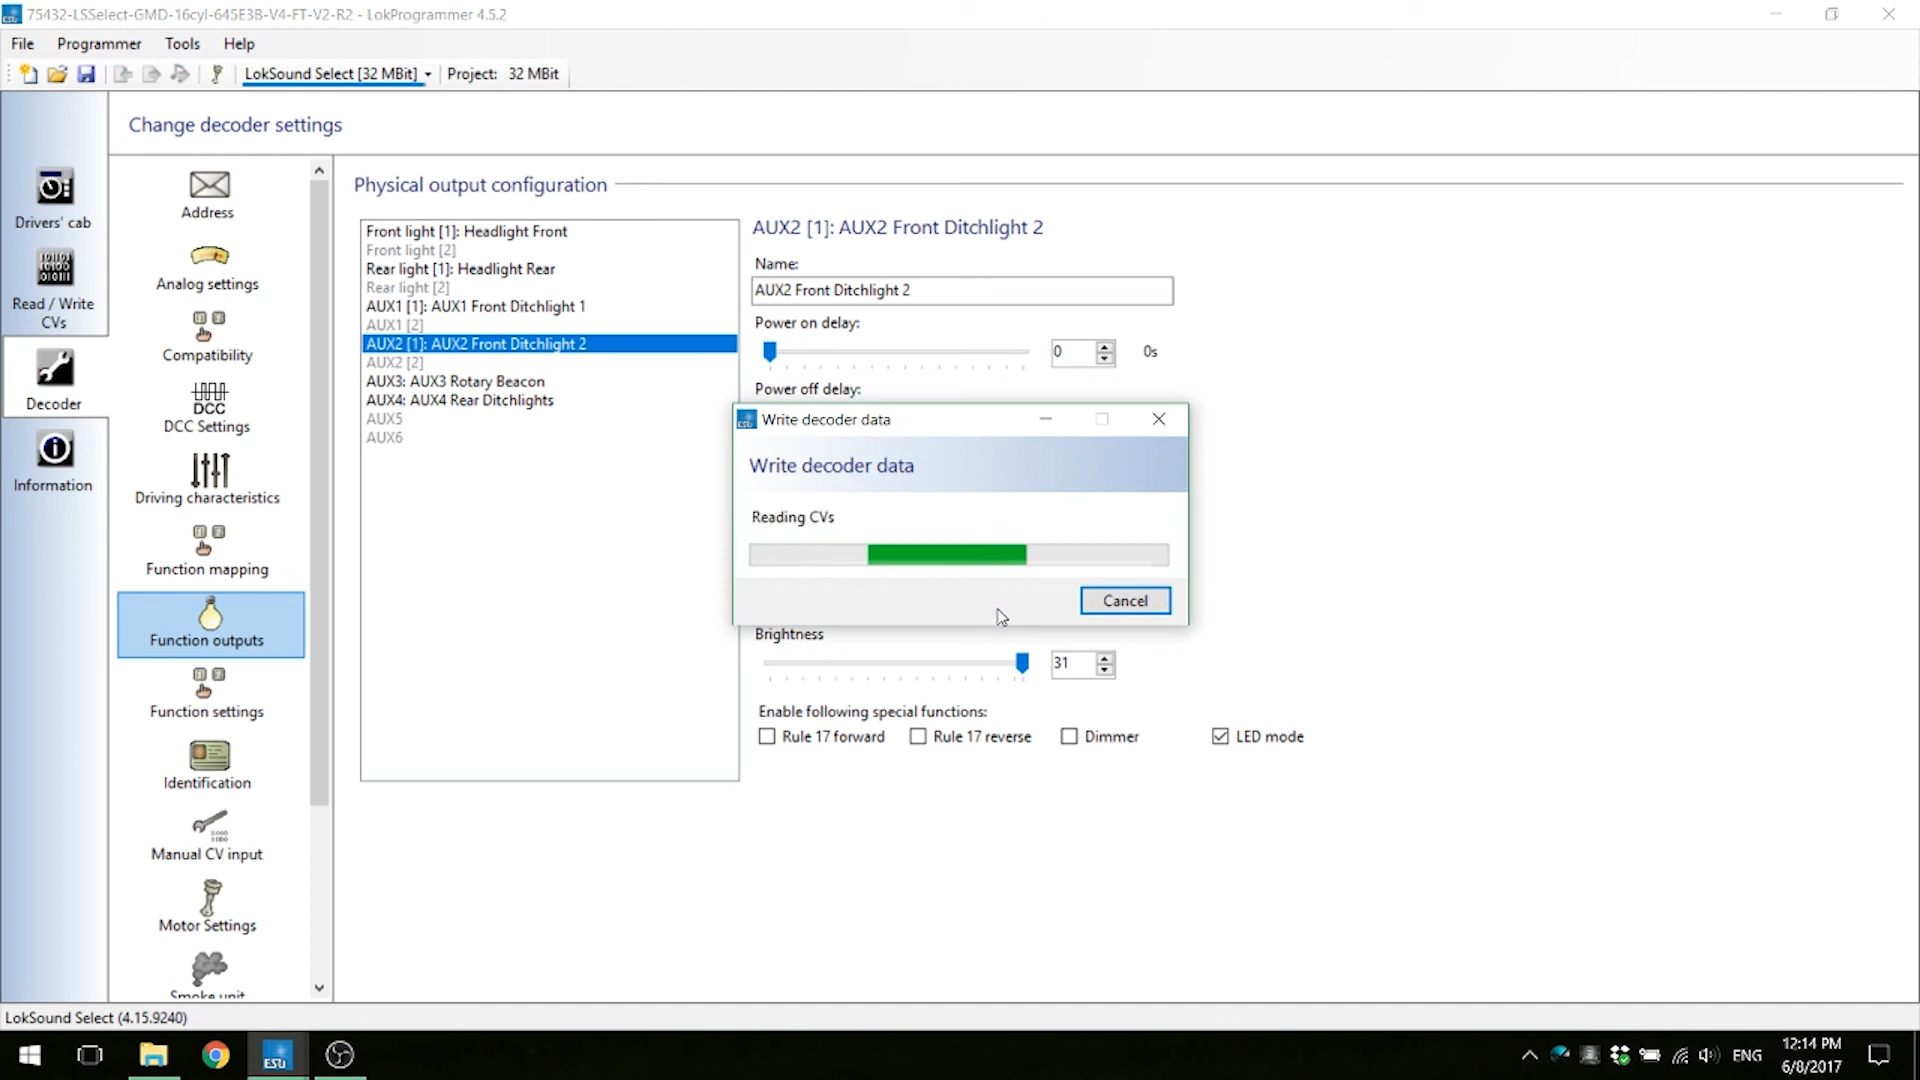 75432-LSSelect-GMD-16cyl-645E3B-V4-FT-V2-R2 - LokProgrammer 4.5.2
File Programmer Tools Help
LokSound Select [32 MBit] Project: 32 MBit
Change decoder settings
Drivers' cab
Read / Write
CVs
Decoder
Information
Address
Analog settings
Compatibility
DCC
DCC Settings
Driving characteristics
Function mapping
Function outputs
Function settings
Identification
Manual CV input
Motor Settings
Smoke unit
Physical output configuration
Front light [1]: Headlight Front
Front light [2]
Rear light [1]: Headlight Rear
Rear light [2]
AUX1 [1]: AUX1 Front Ditchlight 1
AUX1 [2]
AUX2 [1]: AUX2 Front Ditchlight 2
AUX2 [2]
AUX3: AUX3 Rotary Beacon
AUX4: AUX4 Rear Ditchlights
AUX5
AUX6
AUX2 [1]: AUX2 Front Ditchlight 2
Name:
AUX2 Front Ditchlight 2
Power on delay:
0 0s
Power off delay:
Write decoder data
Write decoder data
Reading CVs
Cancel
Brightness
31
Enable following special functions:
Rule 17 forward Rule 17 reverse Dimmer LED mode
LokSound Select (4.15.9240)
ESU
ENG
12:14 PM
6/8/2017